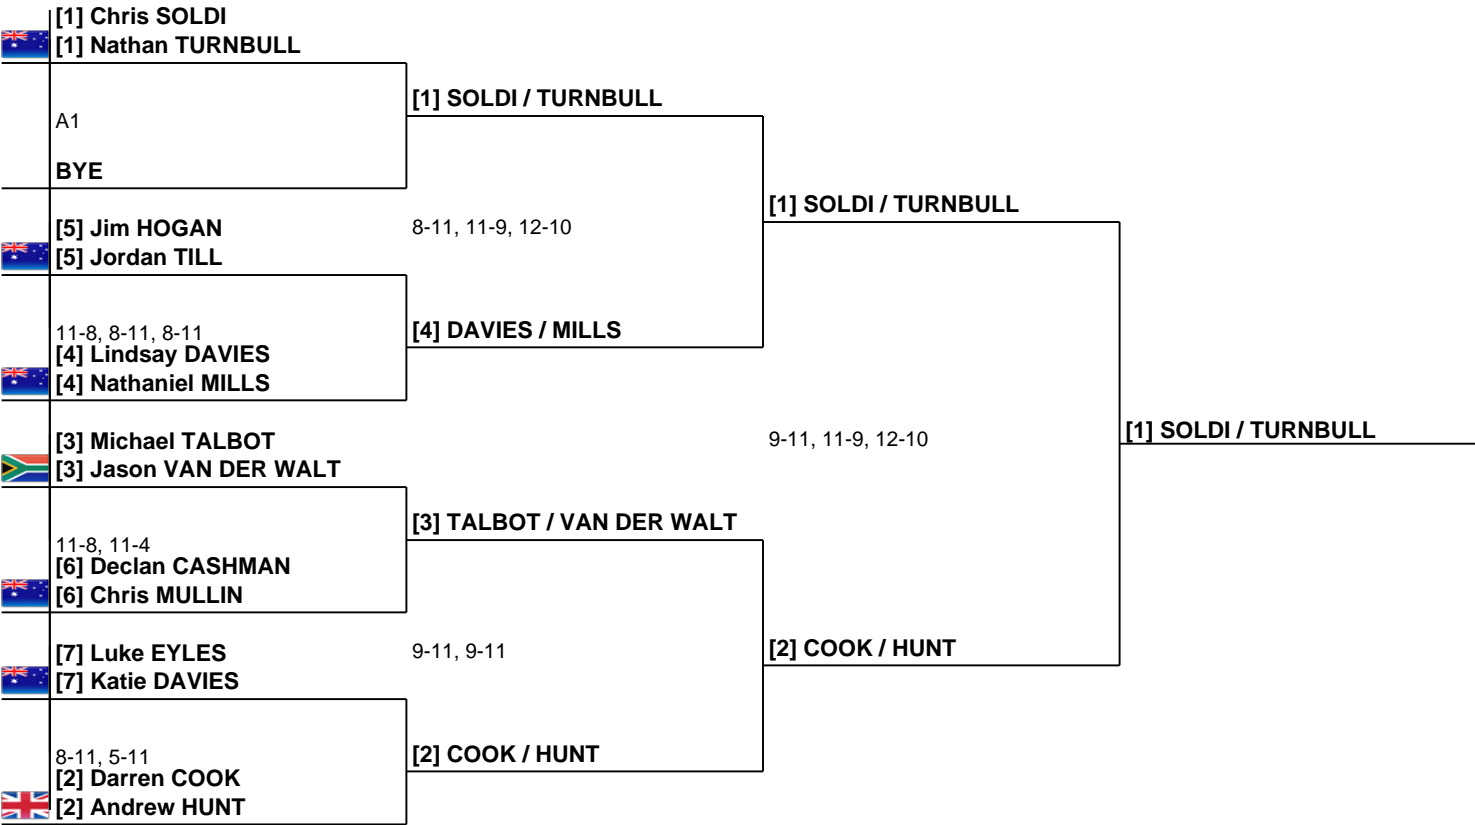 [1] Chris SOLDI
[1] Nathan TURNBULL
[1] SOLDI / TURNBULL
A1
BYE
[1] SOLDI / TURNBULL
[5] Jim HOGAN
[5] Jordan TILL
8-11, 11-9, 12-10
11-8, 8-11, 8-11
[4] DAVIES / MILLS
[4] Lindsay DAVIES
[4] Nathaniel MILLS
[3] Michael TALBOT
[3] Jason VAN DER WALT
9-11, 11-9, 12-10
[1] SOLDI / TURNBULL
[3] TALBOT / VAN DER WALT
11-8, 11-4
[6] Declan CASHMAN
[6] Chris MULLIN
[7] Luke EYLES
[7] Katie DAVIES
9-11, 9-11
[2] COOK / HUNT
8-11, 5-11
[2] COOK / HUNT
[2] Darren COOK
[2] Andrew HUNT